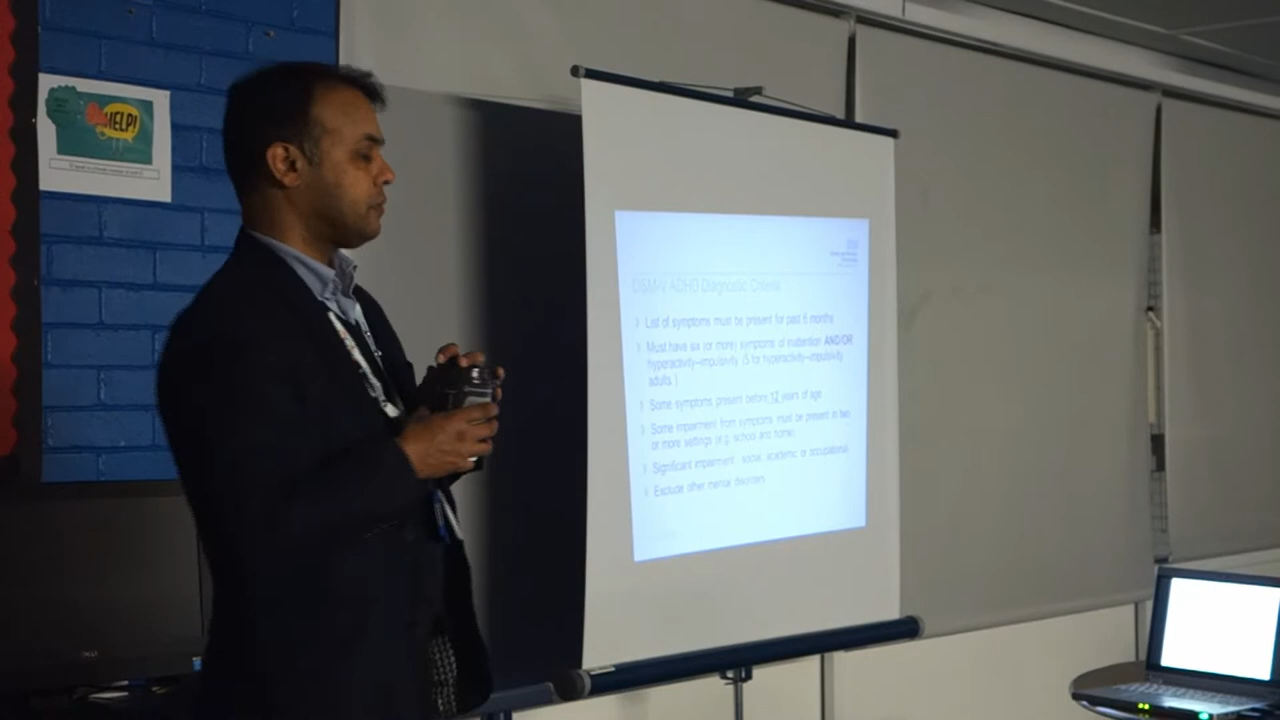 HELP!
DSM-V ADHD Diagnostic Criteria
List of symptoms must be present for past 6 months
Must have six (or more) symptoms of inattention AND/OR
hyperactivity–impulsivity (5 for hyperactivity–impulsivity
adults )
Some symptoms present before 12 years of age
Some impairment from symptoms must be present in two
or more settings (e.g. school and home)
Significant impairment : social, academic or occupational
Exclude other mental disorders
DELL